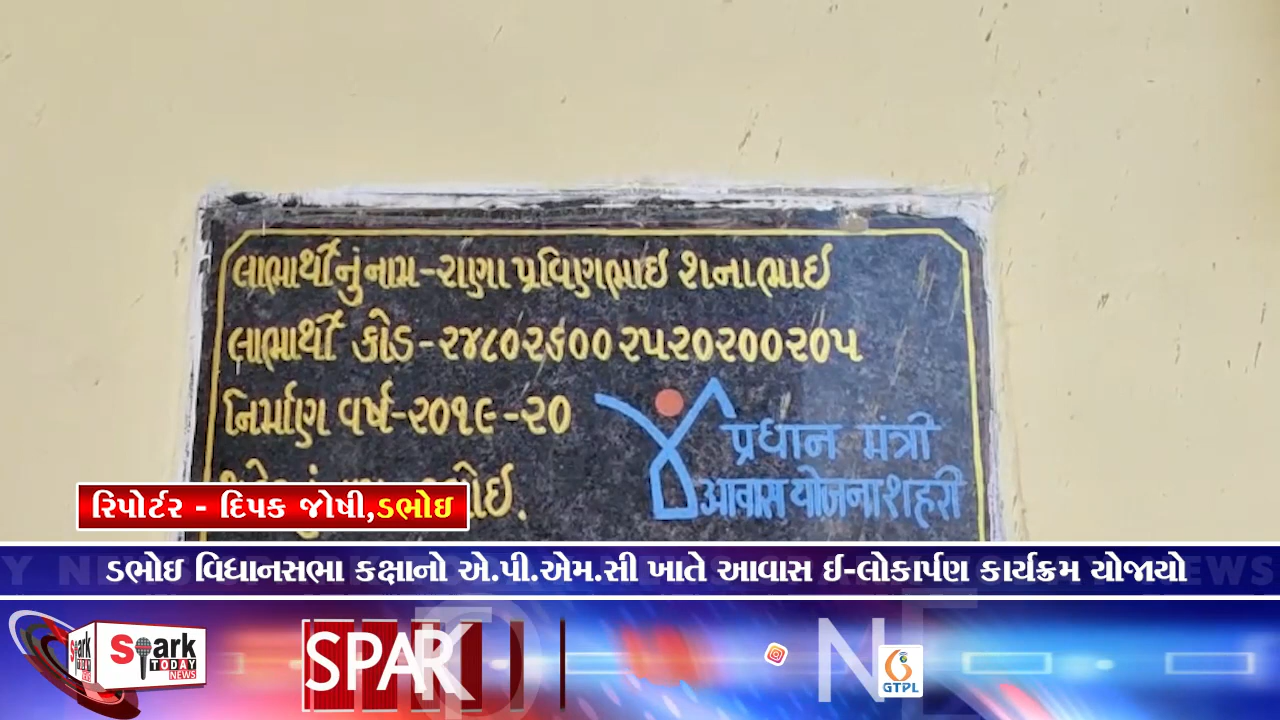 લાભાર્થીનું નામ-રાણા પ્રવિણભાઇ શનાભાઈ
લાભાર્થી કોડ-૨૪૮૦૨૬૦૦૨૫૨૦૨૦૦૨૦૫
નિર્માણ વર્ષ-૨૦૧૯-૨૦
પ્રધાન મંત્રી
આવાસ યોજના શહરી
રિપોર્ટર - દિપક જોષી,ડભોઇ
ડભોઇ વિધાનસભા કક્ષાનો એ.પી.એમ.સી ખાતે આવાસ ઈ-લોકાર્પણ કાર્યક્રમ યોજાયો
Spark
TODAY
NEWS
SPARK
N
GTPL